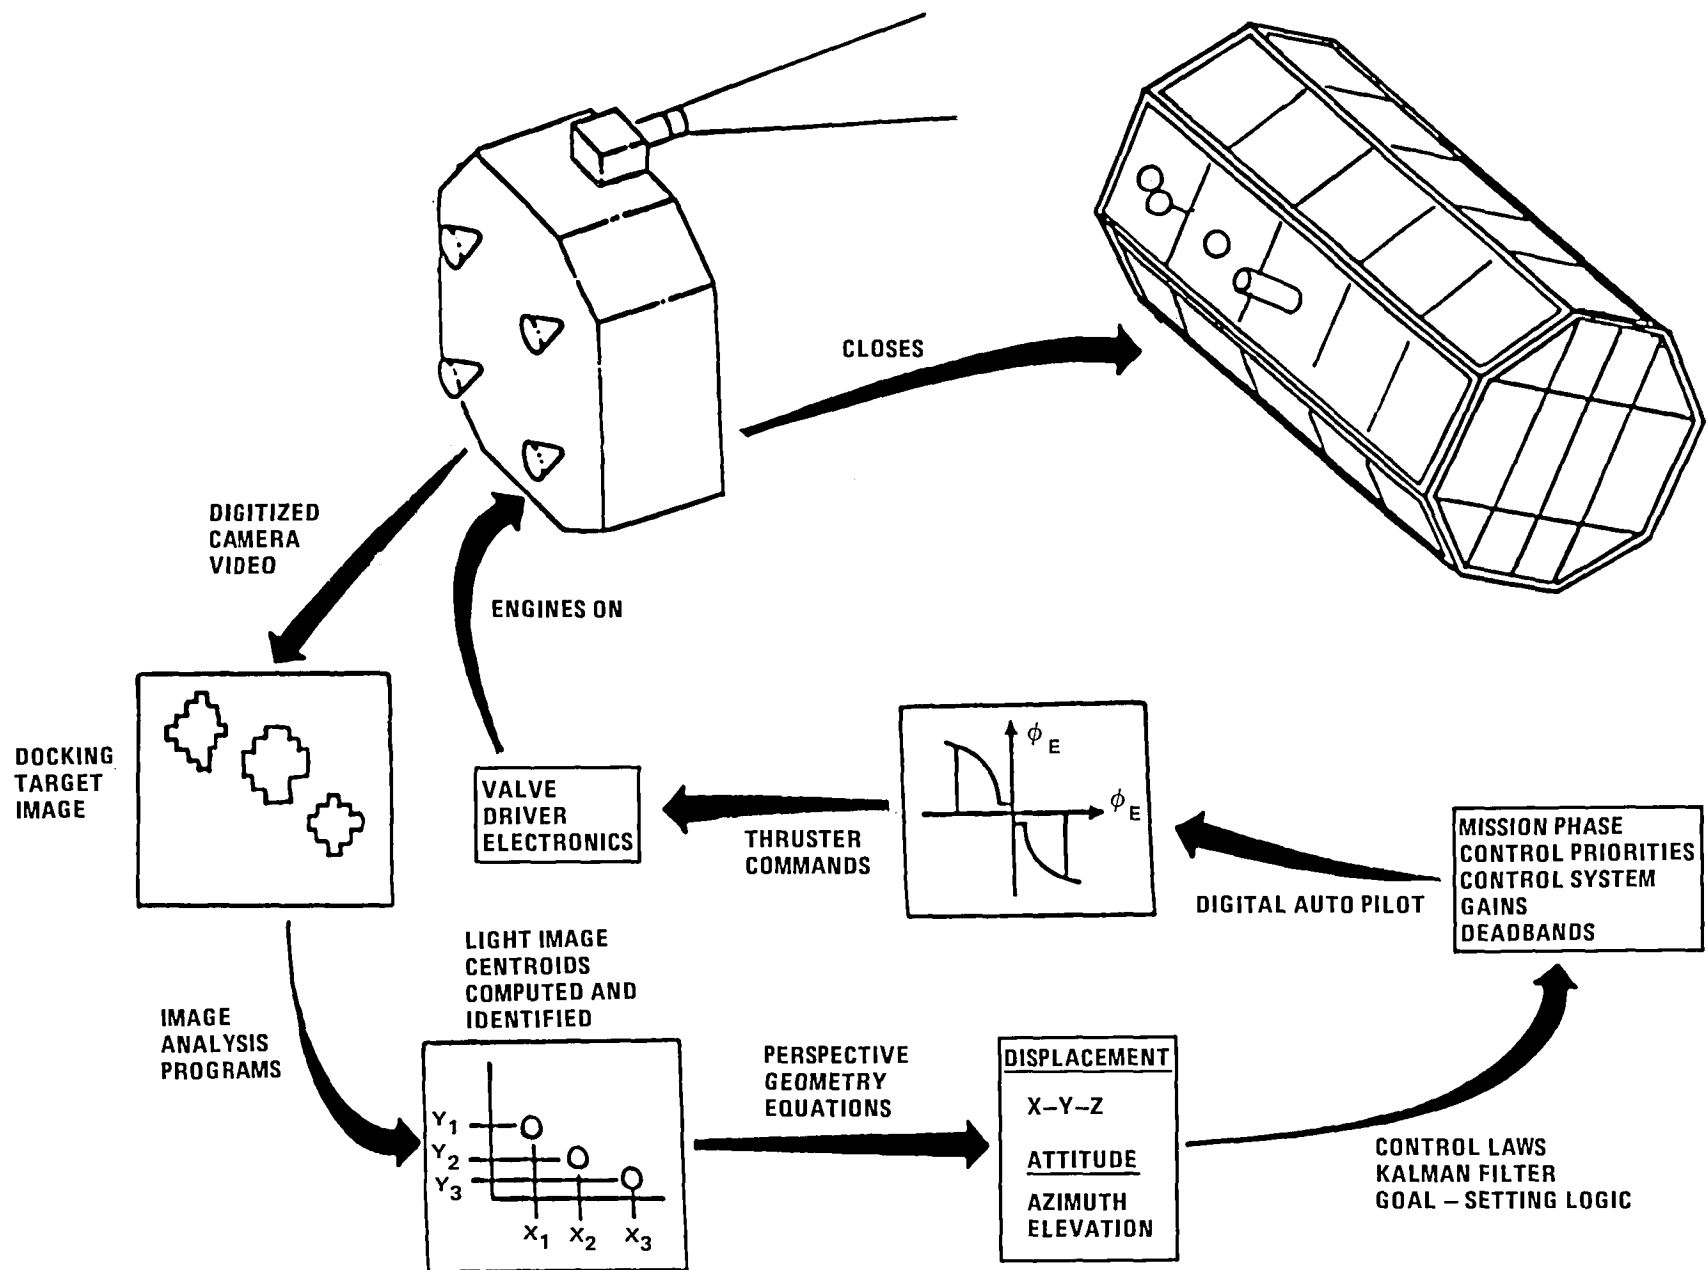 CLOSES
DIGITIZED
CAMERA
VIDEO
ENGINES ON
DOCKING
TARGET
IMAGE
VALVE
DRIVER
ELECTRONICS
THRUSTER
COMMANDS
ϕ E
ϕ E
DIGITAL AUTO PILOT
MISSION PHASE
CONTROL PRIORITIES
CONTROL SYSTEM
GAINS
DEADBANDS
IMAGE
ANALYSIS
PROGRAMS
LIGHT IMAGE
CENTROIDS
COMPUTED AND
IDENTIFIED
Y1
Y2
Y3
X1 X2 X3
PERSPECTIVE
GEOMETRY
EQUATIONS
DISPLACEMENT
X–Y–Z
ATTITUDE
AZIMUTH
ELEVATION
CONTROL LAWS
KALMAN FILTER
GOAL – SETTING LOGIC